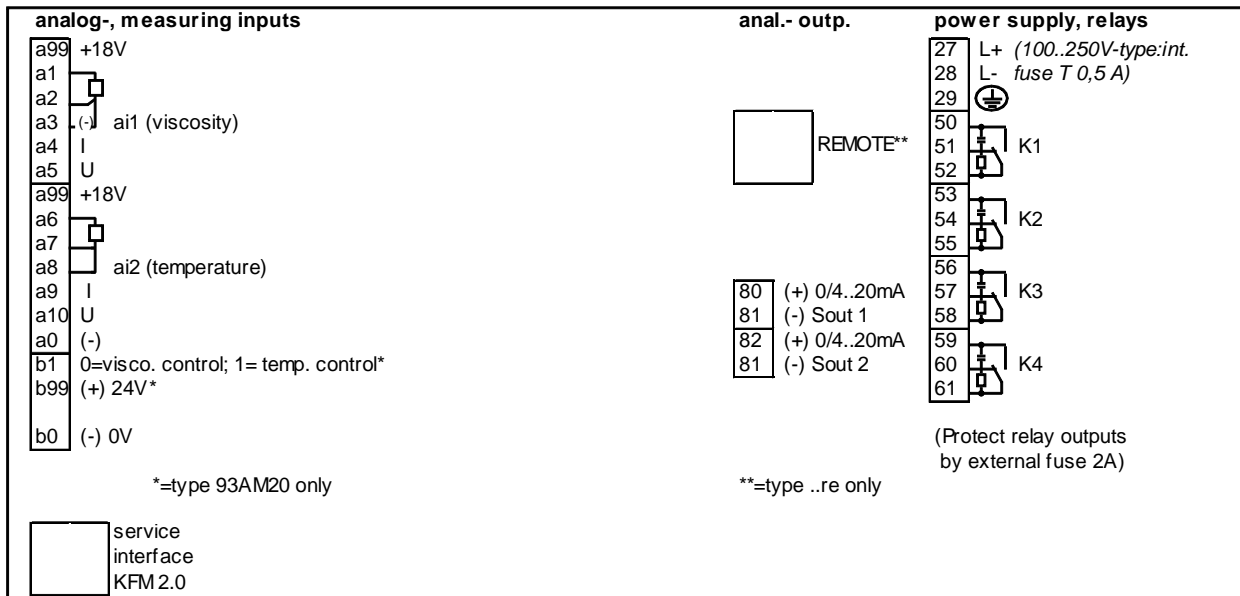 analog-, measuring inputs
a99 +18V
a1
a2
a3 (-) ai1 (viscosity)
a4 I
a5 U
a99 +18V
a6
a7
a8 ai2 (temperature)
a9 I
a10 U
a0 (-)
b1 0=visco. control; 1= temp. control*
b99 (+) 24V*
b0 (-) 0V
*=type 93AM20 only
service
interface
KFM 2.0
anal.- outp.
REMOTE**
80 (+) 0/4..20mA
81 (-) Sout 1
82 (+) 0/4..20mA
81 (-) Sout 2
**=type ..re only
power supply, relays
27 L+ (100..250V-type:int.
28 L- fuse T 0,5 A)
29
50
51 K1
52
53
54 K2
55
56
57 K3
58
59
60 K4
61
(Protect relay outputs
by external fuse 2A)